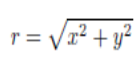 r = √(x² + y²)